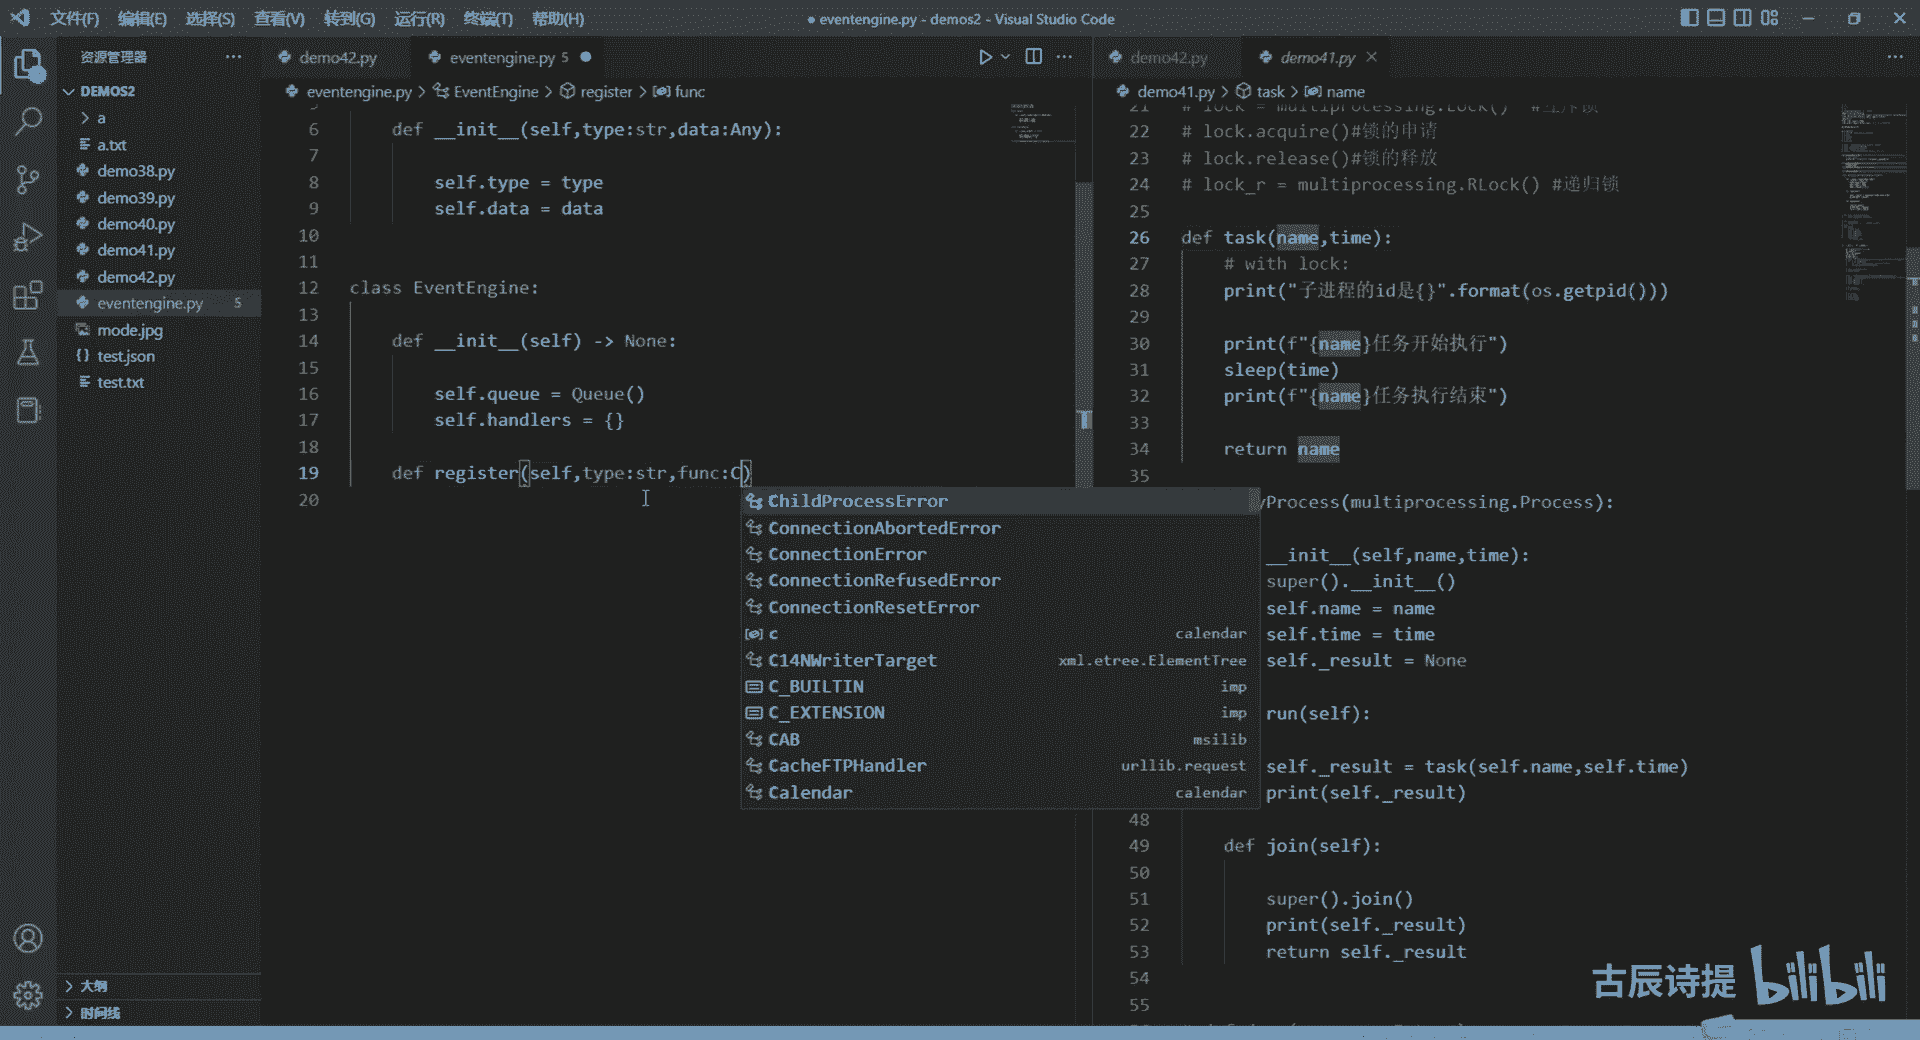 文件(F) 编辑(E) 选择(S) 查看(V) 转到(G) 运行(R) 终端(T) 帮助(H)
● eventengine.py - demos2 - Visual Studio Code
资源管理器
DEMOS2
a
a.txt
demo38.py
demo39.py
demo40.py
demo41.py
demo42.py
eventengine.py 5
mode.jpg
test.json
test.txt
大纲
时间线
demo42.py
eventengine.py 5
eventengine.py > EventEngine > register > func
6 def __init__(self,type:str,data:Any):
7
8 self.type = type
9 self.data = data
10
11
12 class EventEngine:
13
14 def __init__(self) -> None:
15
16 self.queue = Queue()
17 self.handlers = {}
18
19 def register(self,type:str,func:C)
20
ChildProcessError
ConnectionAbortedError
ConnectionError
ConnectionRefusedError
ConnectionResetError
c calendar
C14NWriterTarget xml.etree.ElementTree
C_BUILTIN imp
C_EXTENSION imp
CAB msilib
CacheFTPHandler urllib.request
Calendar calendar
demo42.py
demo41.py
demo41.py > task > name
21 # lock = multiprocessing.Lock() #互斥锁
22 # lock.acquire()#锁的申请
23 # lock.release()#锁的释放
24 # lock_r = multiprocessing.RLock() #递归锁
25
26 def task(name,time):
27 # with lock:
28 print("子进程的id是{}".format(os.getpid()))
29
30 print(f"{name}任务开始执行")
31 sleep(time)
32 print(f"{name}任务执行结束")
33
34 return name
35
yProcess(multiprocessing.Process):
__init__(self,name,time):
super().__init__()
self.name = name
self.time = time
self._result = None
run(self):
self._result = task(self.name,self.time)
print(self._result)
48
49 def join(self):
50
51 super().join()
52 print(self._result)
53 return self._result
54
55
古辰诗提 bilibili